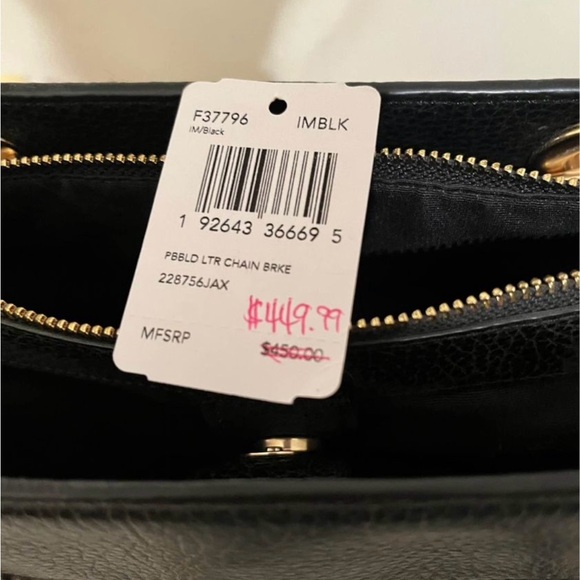 F37796 IMBLK
IM/Black
1 92643 36669 5
PBBLD LTR CHAIN BRKE
228756JAX
$449.99
MFSRP $450.00